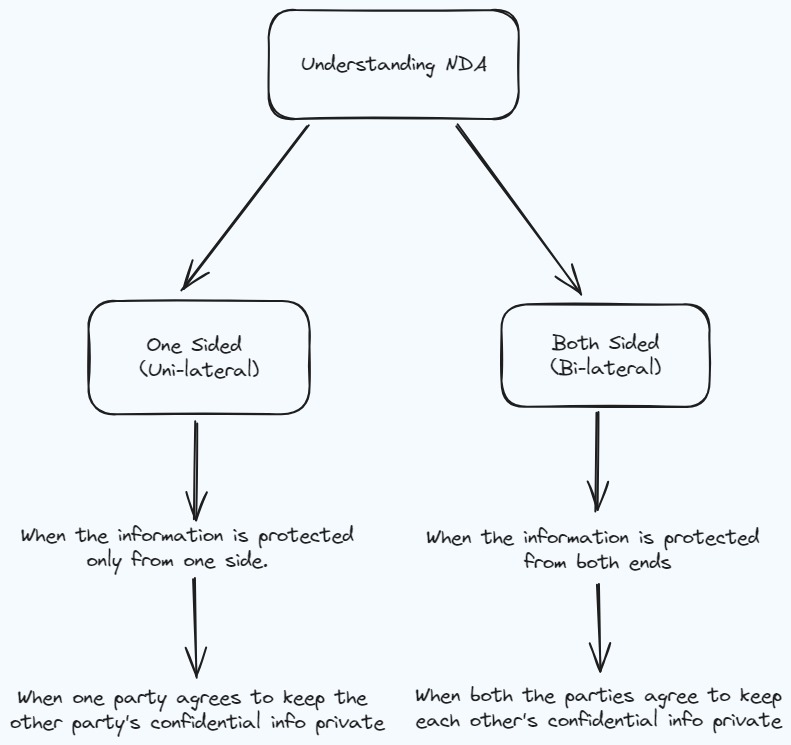 Understanding NDA
One Sided
(Uni-lateral)
Both Sided
(Bi-lateral)
When the information is protected
only from one side.
When the information is protected
from both ends
When one party agrees to keep the
other party's confidential info private
When both the parties agree to keep
each other's confidential info private